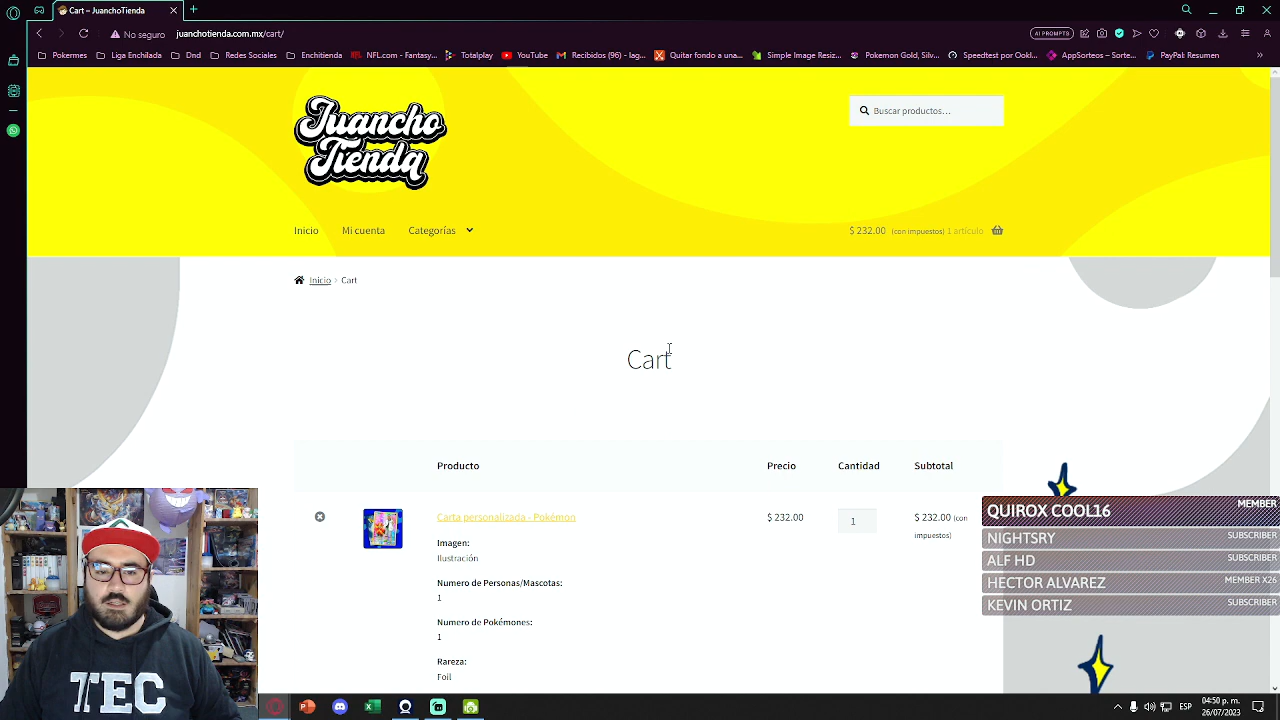 Cart – JuanchoTienda
No seguro
juanchotienda.com.mx/cart/
AI PROMPTS
Pokermes
Liga Enchilada
Dnd
Redes Sociales
Enchitienda
NFL.com - Fantasy...
Totalplay
YouTube
Recibidos (96) - lag...
Quitar fondo a una...
Simple Image Resiz...
Pokemon Gold, Silv...
Speedtest por Ookl...
AppSorteos – Sorte...
PayPal
Juancho
Tienda
Buscar productos…
Inicio
Mi cuenta
Categorías
$ 232.00 (con impuestos) 1 artículo
Inicio > Cart
Cart
Producto
Precio
Cantidad
Subtotal
Carta personalizada - Pokémon
$ 232.00
1
$ 232.00 (con
impuestos)
Imagen:
Ilustración
Numero de Personas/Mascotas:
1
Numero de Pokémones:
1
Rareza:
Foil
MEMBER
QUIROX COOL16
NIGHTSRY
SUBSCRIBER
ALF HD
SUBSCRIBER
HECTOR ALVAREZ
MEMBER X26
KEVIN ORTIZ
SUBSCRIBER
TEC
ESP
04:50 p. m.
26/07/2023